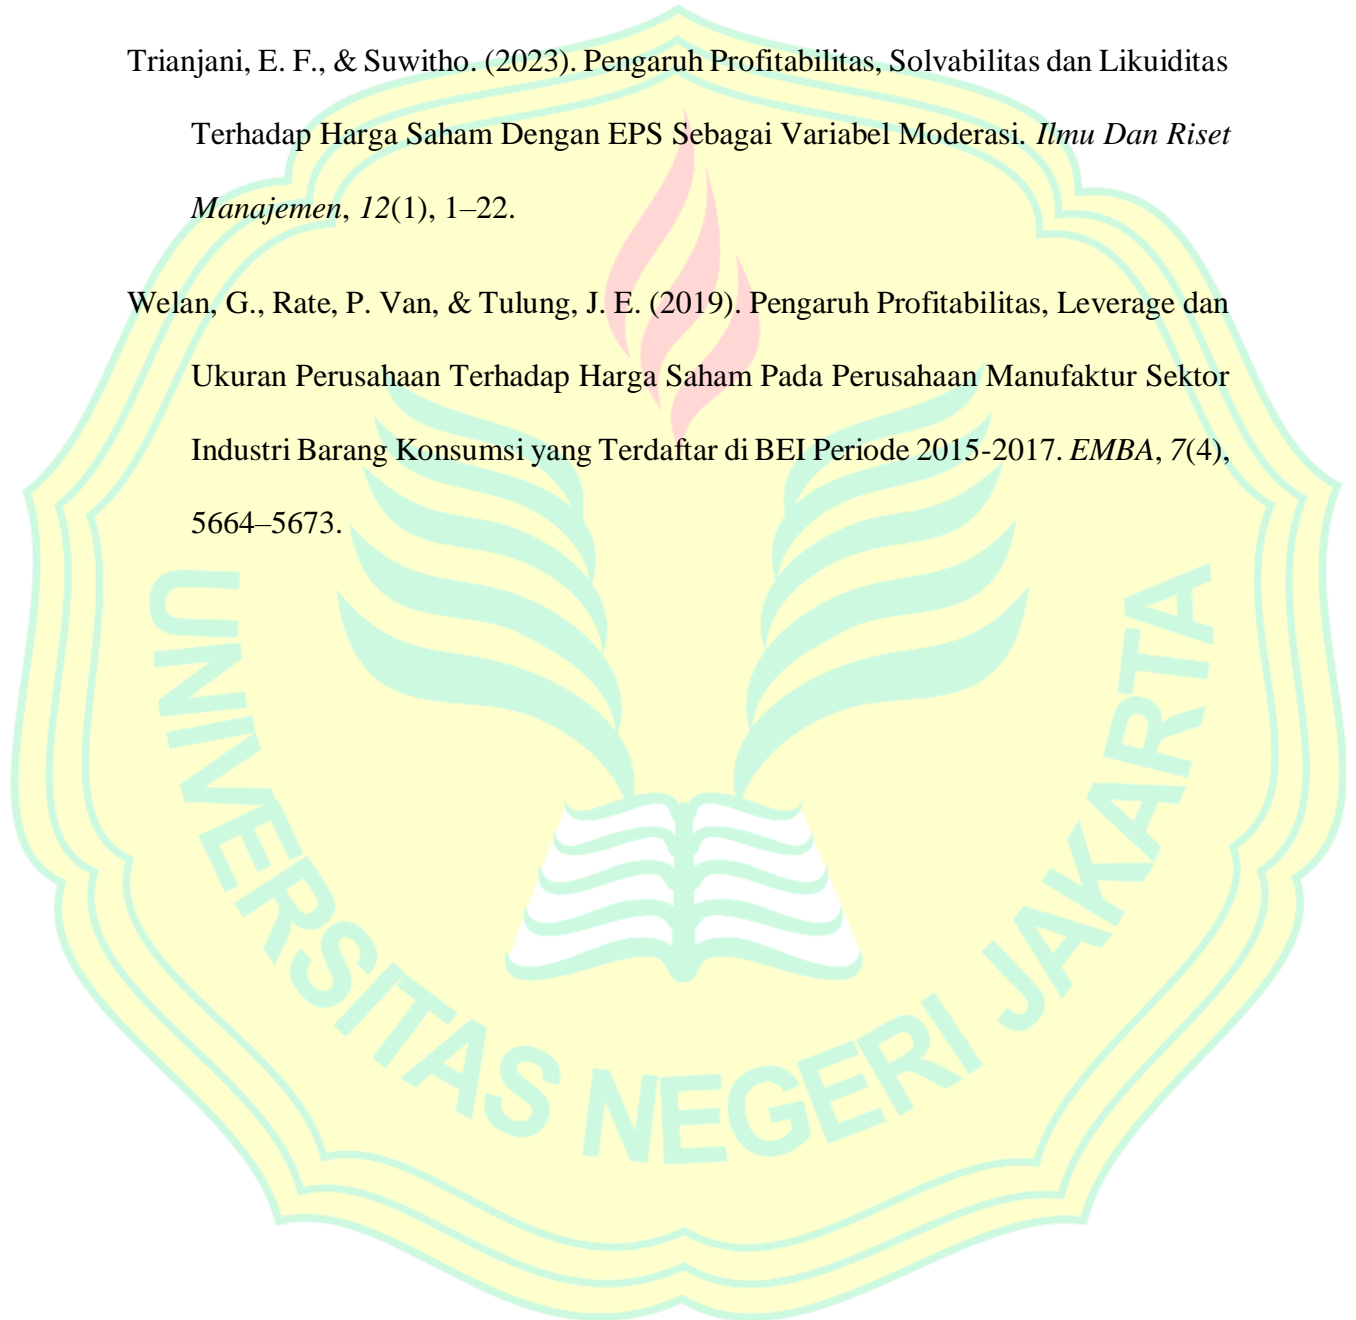 Trianjani, E. F., & Suwitho. (2023). Pengaruh Profitabilitas, Solvabilitas dan Likuiditas
Terhadap Harga Saham Dengan EPS Sebagai Variabel Moderasi. Ilmu Dan Riset
Manajemen, 12(1), 1–22.
Welan, G., Rate, P. Van, & Tulung, J. E. (2019). Pengaruh Profitabilitas, Leverage dan
Ukuran Perusahaan Terhadap Harga Saham Pada Perusahaan Manufaktur Sektor
Industri Barang Konsumsi yang Terdaftar di BEI Periode 2015-2017. EMBA, 7(4),
5664–5673.
UNIVERSITAS NEGERI JAKARTA